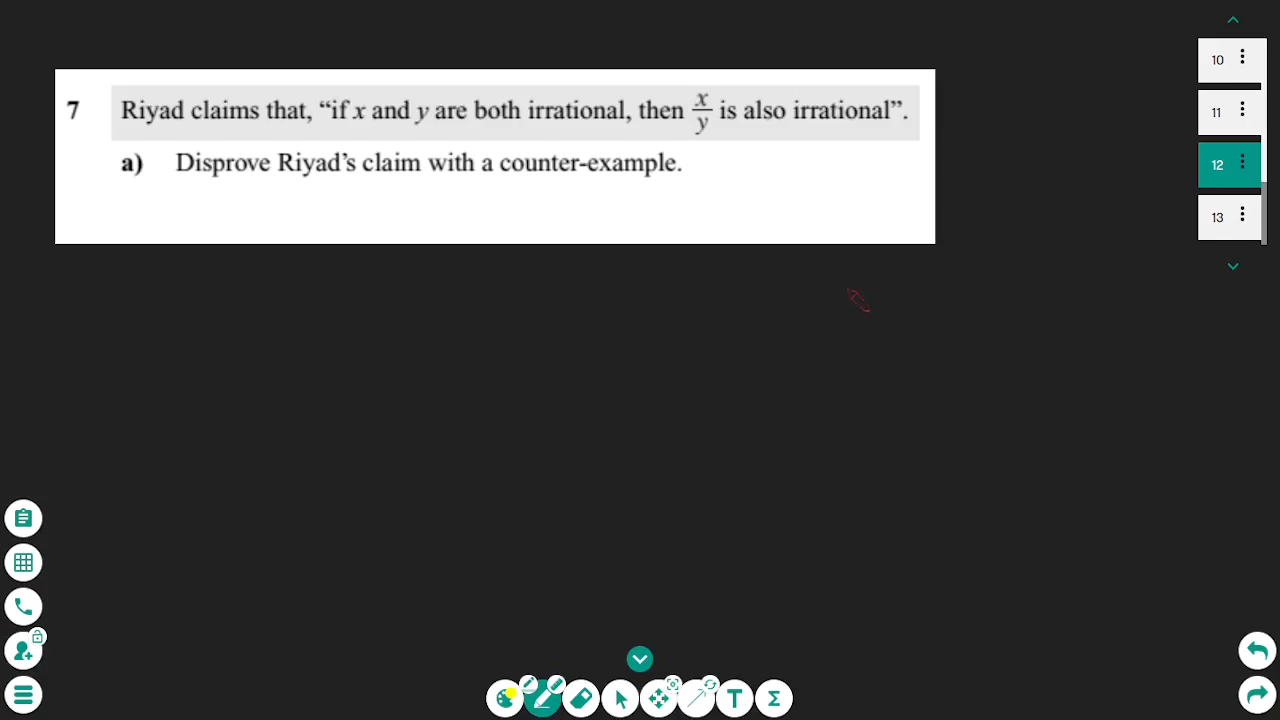 7 Riyad claims that, “if x and y are both irrational, then x/y is also irrational”.
a) Disprove Riyad’s claim with a counter-example.
10
11
12
13
T
Σ